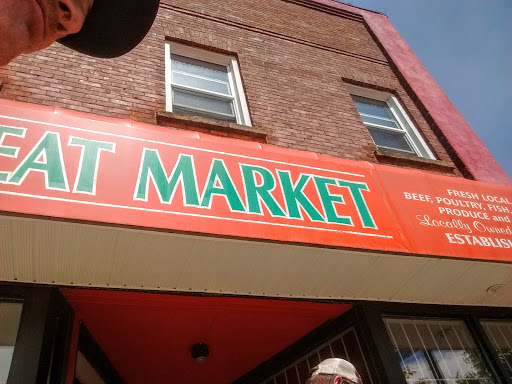 EAT MARKET
FRESH LOCAL
BEEF, POULTRY, FISH,
PRODUCE and
Locally Owned
ESTABLIS